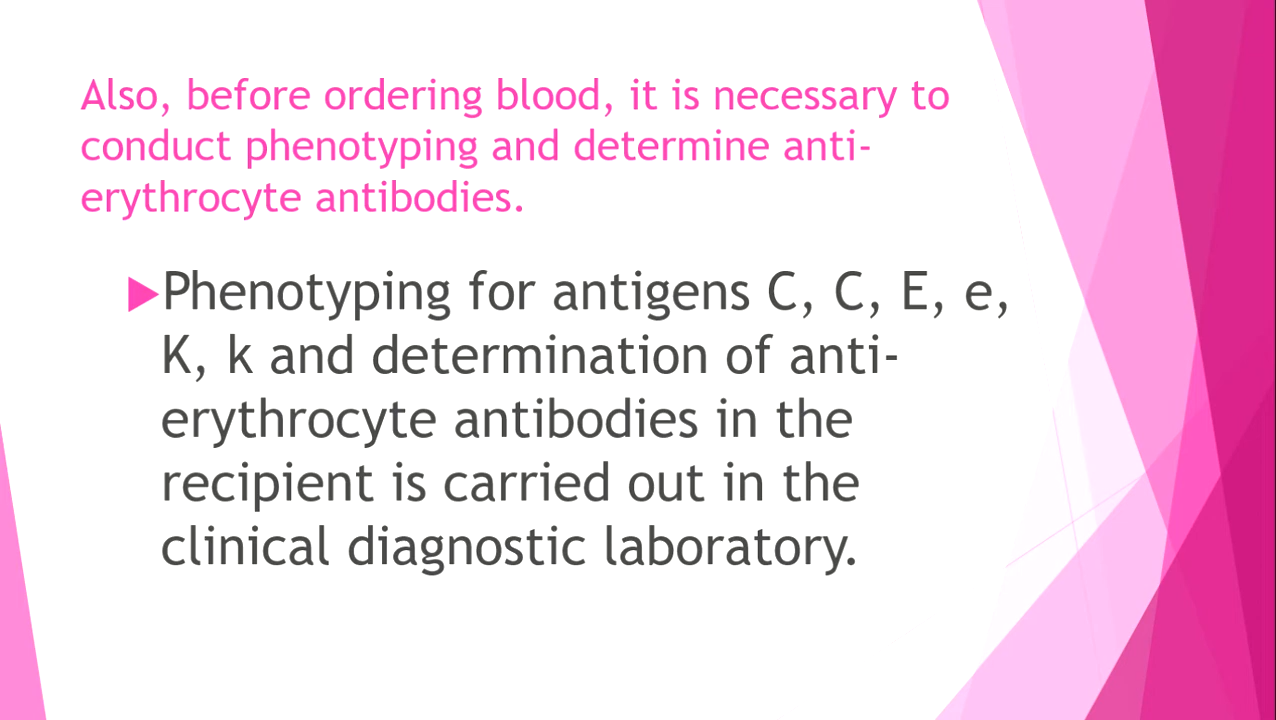 Also, before ordering blood, it is necessary to
conduct phenotyping and determine anti-
erythrocyte antibodies.
Phenotyping for antigens C, C, E, e,
K, k and determination of anti-
erythrocyte antibodies in the
recipient is carried out in the
clinical diagnostic laboratory.